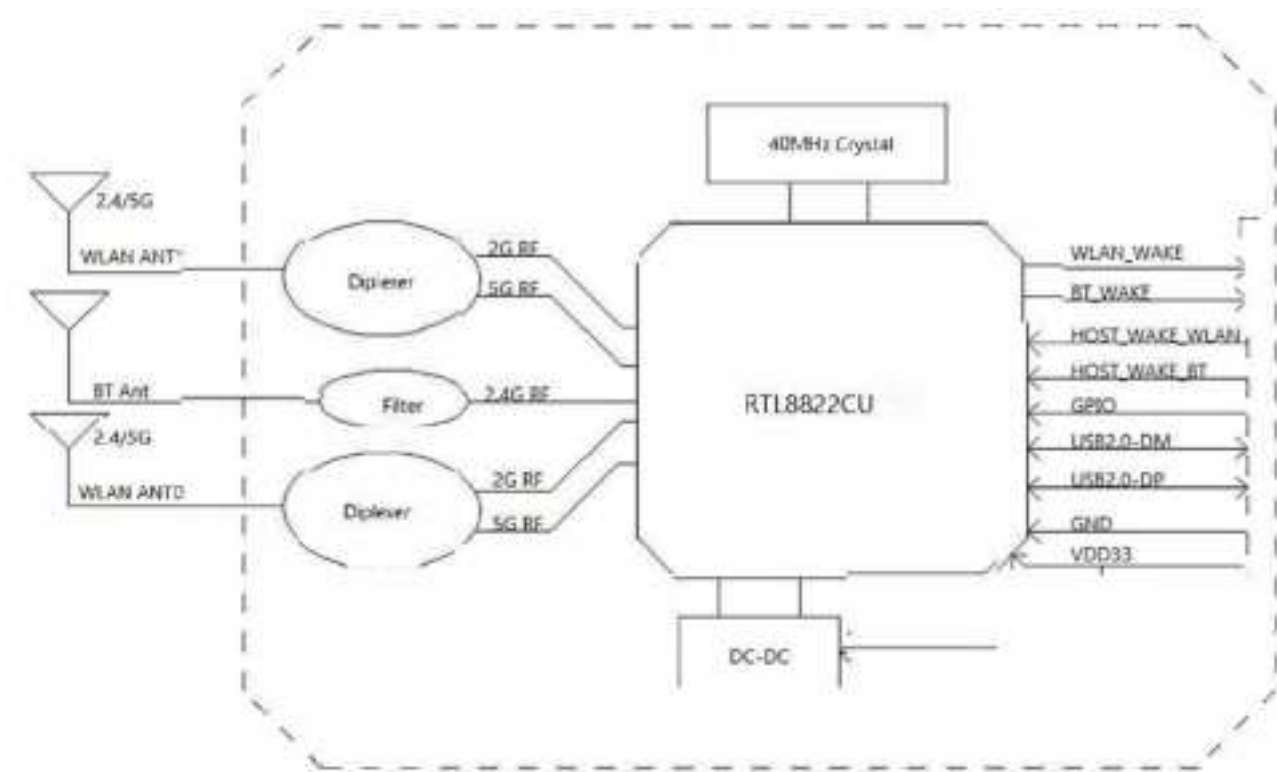 40MHz Crystal
2.4/5G
WLAN ANT
Diplexer
2G RF
5G RF
WLAN_WAKE
BT_WAKE
HOST_WAKE_WLAN
HOST_WAKE_BT
BT Ant
Filter
2.4G RF
RTL8822CU
GPIO
2.4/5G
USB2.0-DM
WLAN ANT0
Diplexer
2G RF
5G RF
USB2.0-DP
GND
VDD33
DC-DC